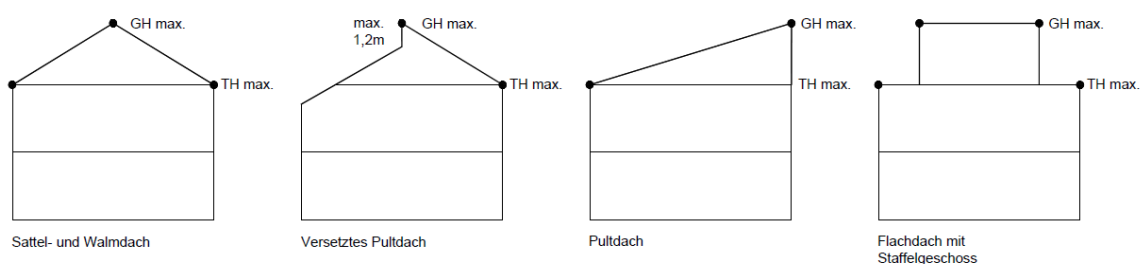 GH max.
TH max.
Sattel- und Walmdach
max.
1,2m
GH max.
TH max.
Versetztes Pultdach
GH max.
TH max.
Pultdach
GH max.
TH max.
Flachdach mit
Staffelgeschoss